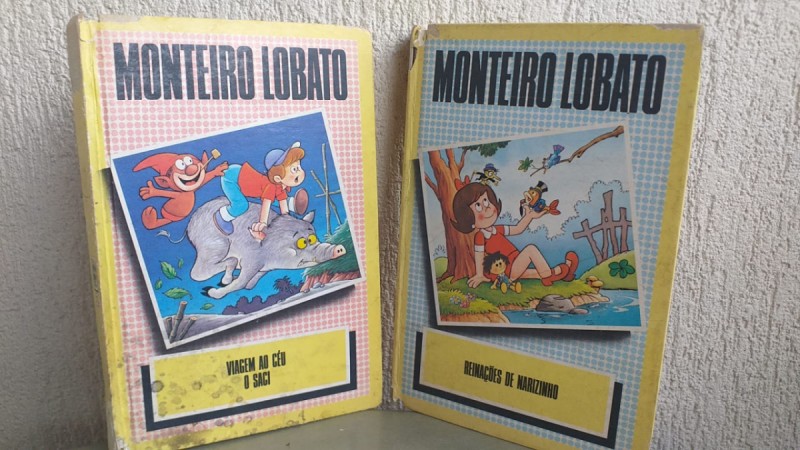 MONTEIRO LOBATO
VIAGEM AO CÉU
O SACI
MONTEIRO LOBATO
REINAÇÕES DE NARIZINHO